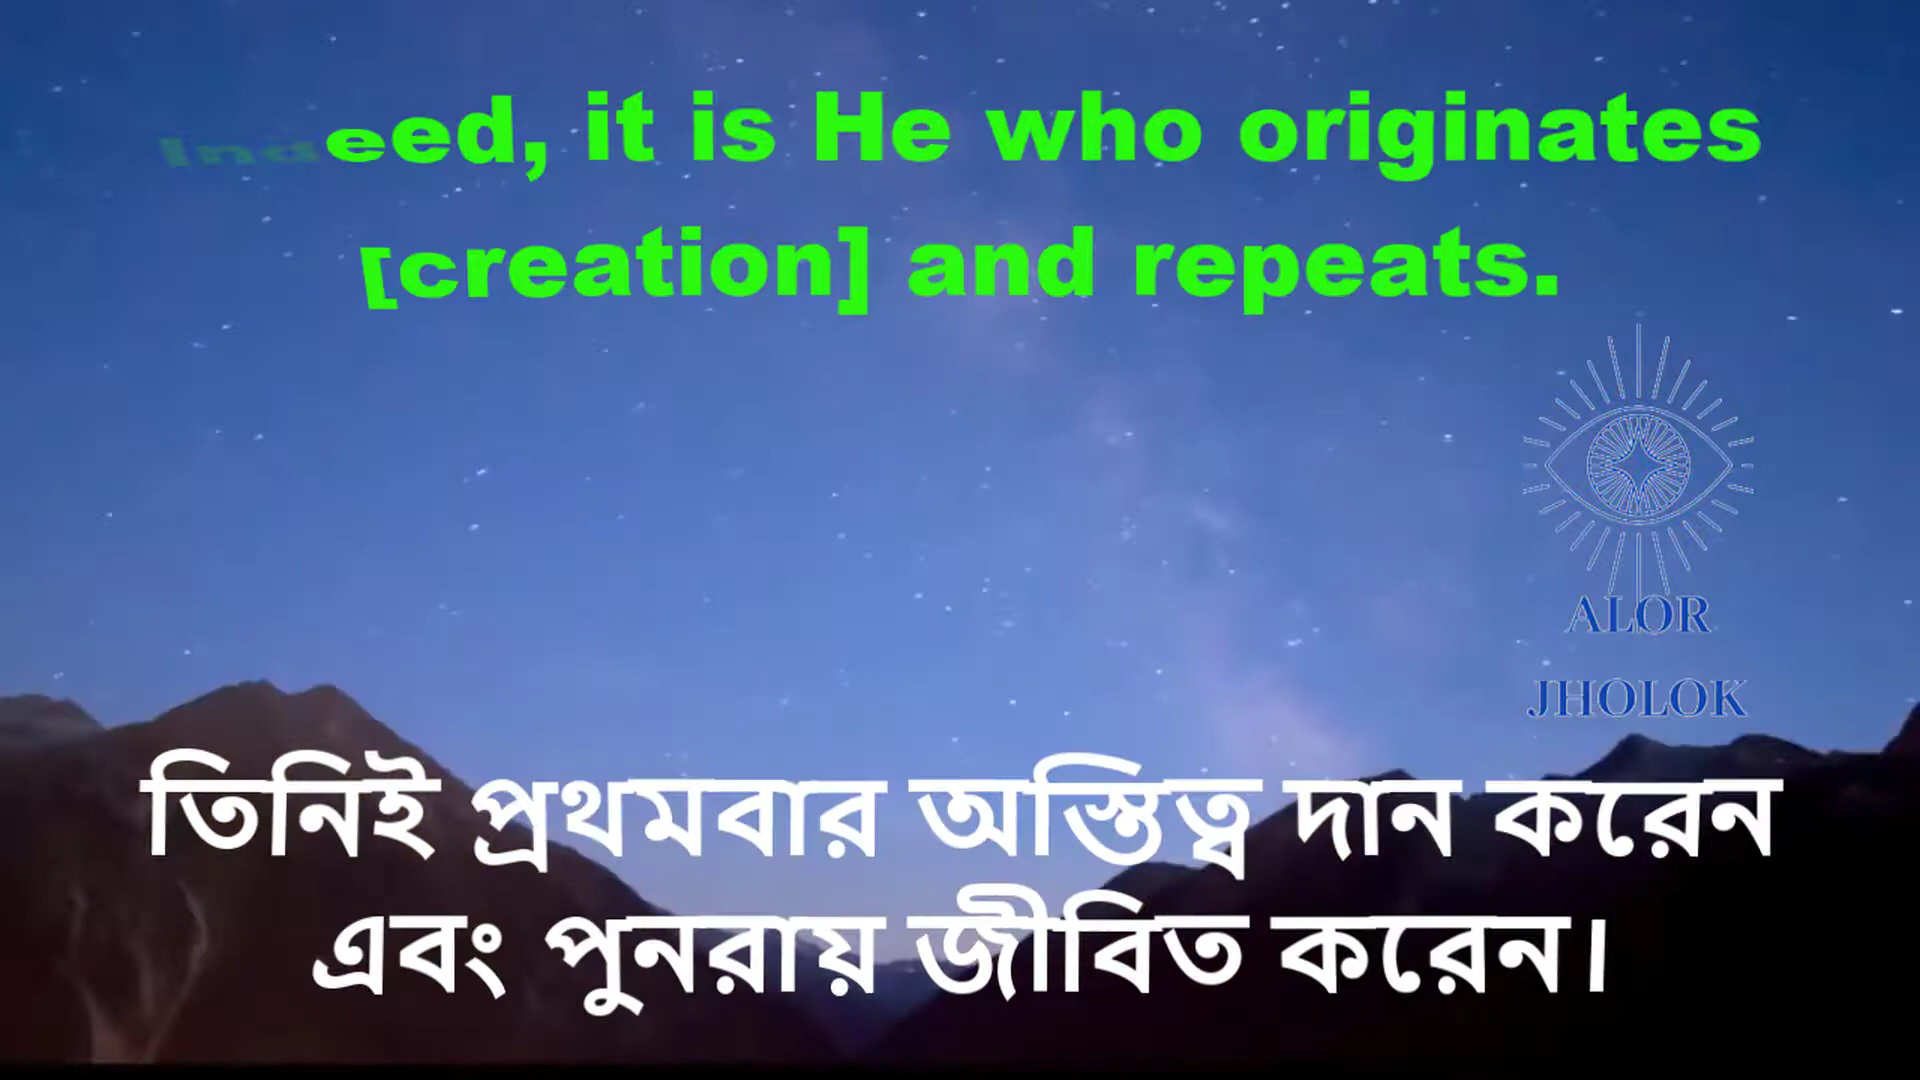 Indeed, it is He who originates
[creation] and repeats.
ALOR
JHOLOK
তিনিই প্রথমবার অস্তিত্ব দান করেন
এবং পুনরায় জীবিত করেন।